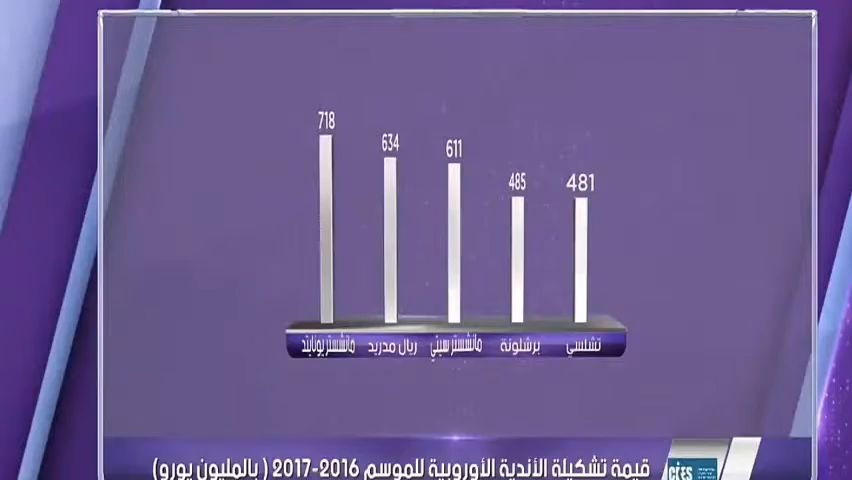 718
634
611
485
481
مانشستر يونايتد
ريال مدريد
مانشستر سيتي
برشلونة
تشلسي
قيمة تشكيلة الأندية الأوروبية للموسم 2016-2017 ( بالمليون يورو)
CIES